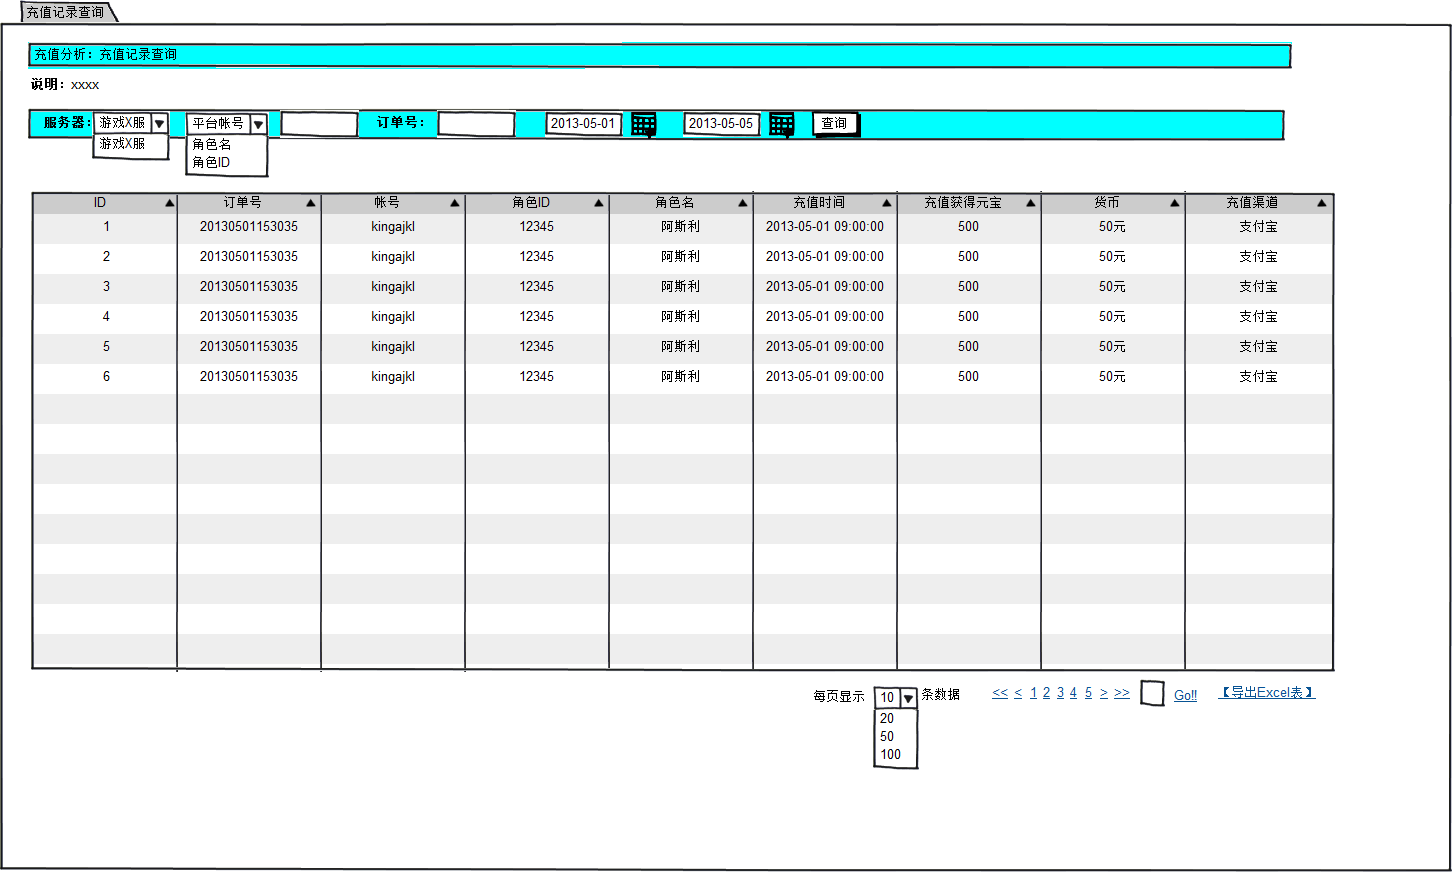 充值记录查询
充值分析：充值记录查询
说明：xxxx
服务器: 游戏X服 平台帐号 订单号: 2013-05-01 2013-05-05 查询
游戏X服 角色名
角色ID
ID 订单号 帐号 角色ID 角色名 充值时间 充值获得元宝 货币 充值渠道
1 20130501153035 kingajkl 12345 阿斯利 2013-05-01 09:00:00 500 50元 支付宝
2 20130501153035 kingajkl 12345 阿斯利 2013-05-01 09:00:00 500 50元 支付宝
3 20130501153035 kingajkl 12345 阿斯利 2013-05-01 09:00:00 500 50元 支付宝
4 20130501153035 kingajkl 12345 阿斯利 2013-05-01 09:00:00 500 50元 支付宝
5 20130501153035 kingajkl 12345 阿斯利 2013-05-01 09:00:00 500 50元 支付宝
6 20130501153035 kingajkl 12345 阿斯利 2013-05-01 09:00:00 500 50元 支付宝
每页显示 10 条数据 << < 1 2 3 4 5 > >> Go!! 【导出Excel表】
20
50
100